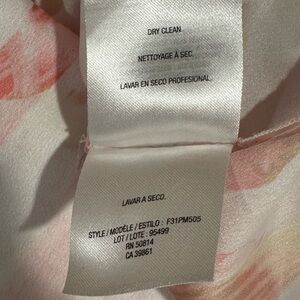 DRY CLEAN.
NETTOYAGE À SEC.
LAVAR EN SECO PROFESIONAL.
LAVAR A SECO.
STYLE / MODÈLE / ESTILO : F31PM505
LOT / LOTE : 95499
RN 50814
CA 39861